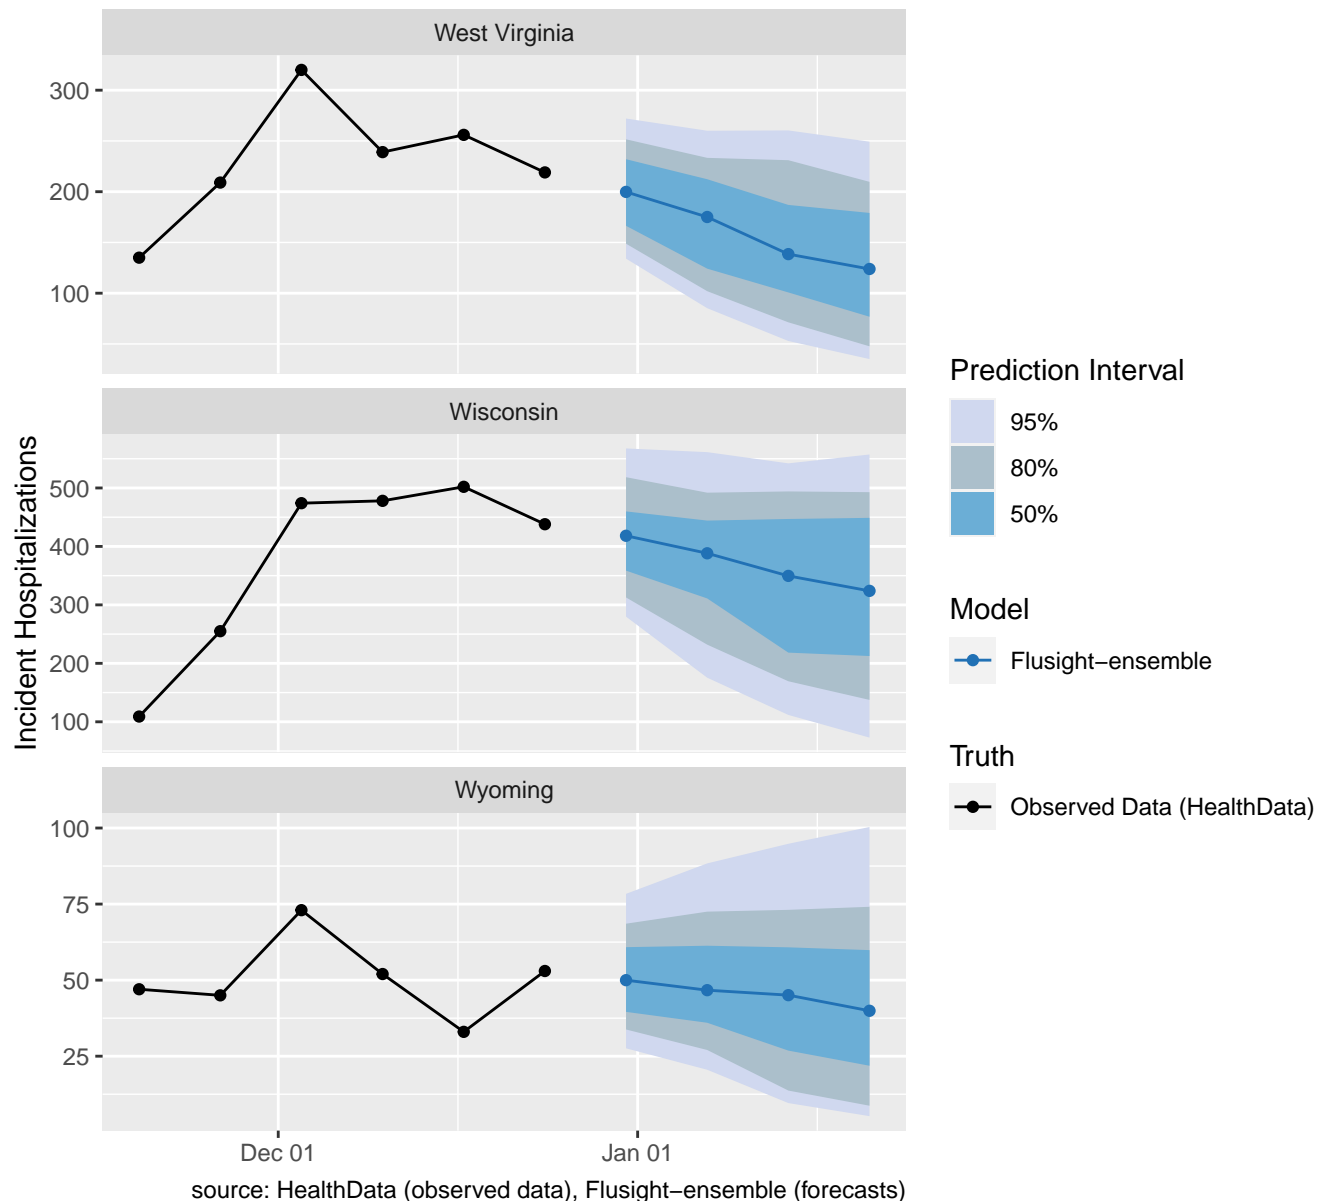 West Virginia
300
200
100
Wisconsin
500
400
300
200
100
Wyoming
100
75
50
25
Dec 01
Jan 01
Incident Hospitalizations
source: HealthData (observed data), Flusight−ensemble (forecasts)
Prediction Interval
95%
80%
50%
Model
Flusight−ensemble
Truth
Observed Data (HealthData)